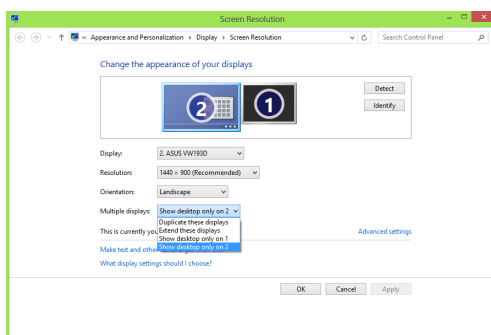 Screen Resolution
« Appearance and Personalization ▸ Display ▸ Screen Resolution
Search Control Panel
Change the appearance of your displays
2
1
Detect
Identify
Display: 2. ASUS VW193D
Resolution: 1440 × 900 (Recommended)
Orientation: Landscape
Multiple displays: Show desktop only on 2
Duplicate these displays
Extend these displays
Show desktop only on 1
Show desktop only on 2
This is currently you
Advanced settings
Make text and othe
What display settings should I choose?
OK Cancel Apply